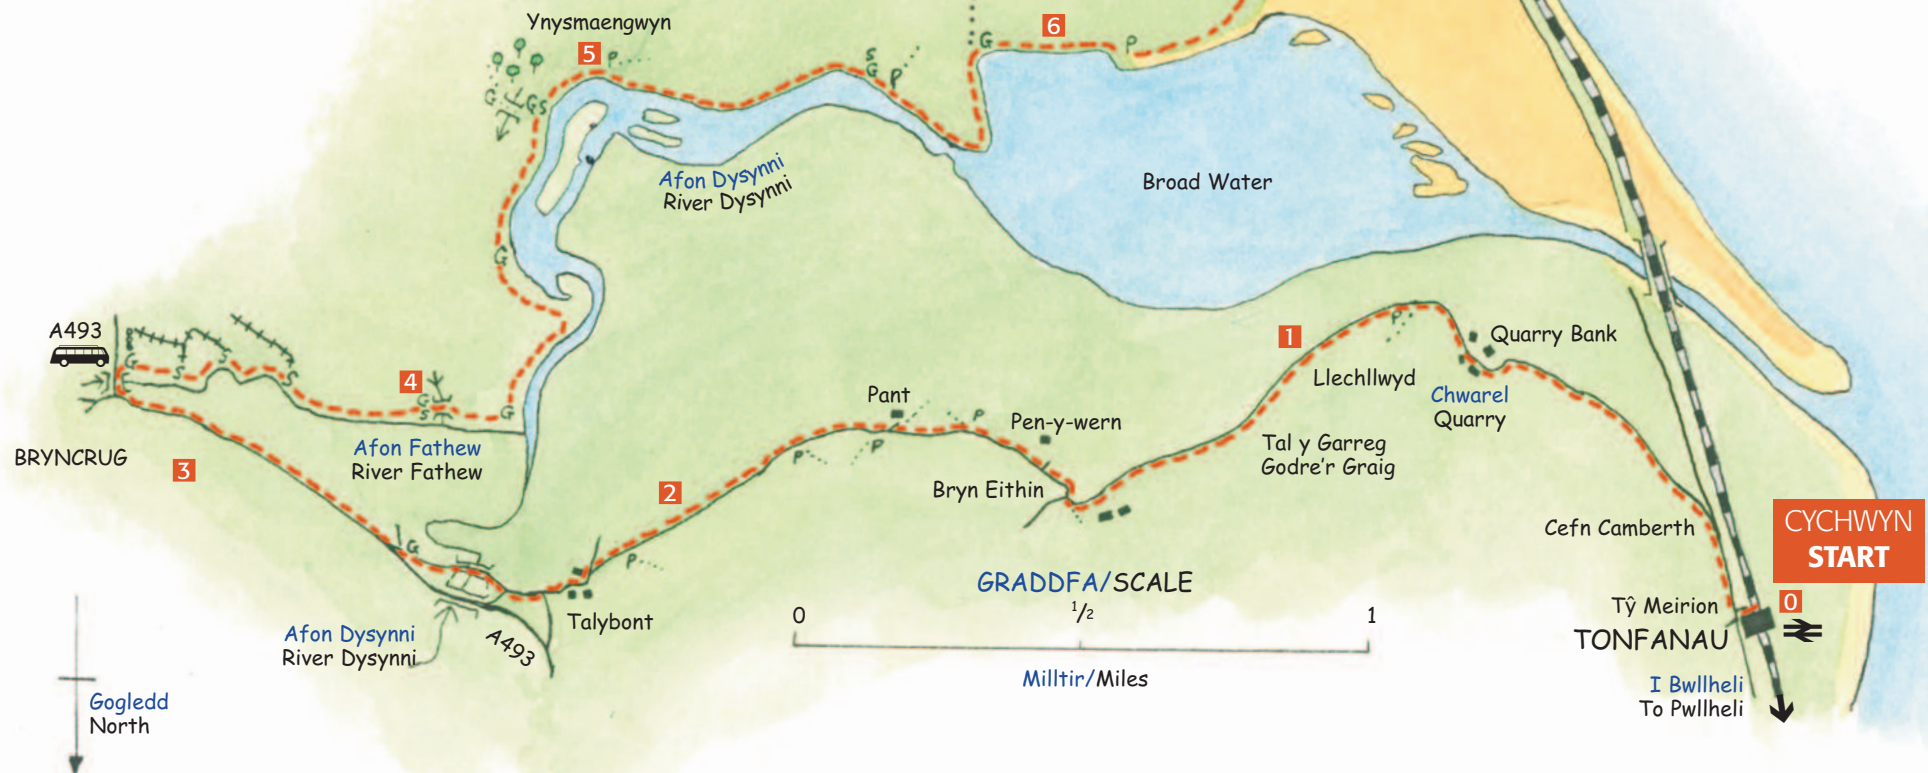 Ynysmaengwyn
5
P
6
G
P
S
G
P
G
G S
Afon Dysynni
River Dysynni
Broad Water
G
A493
1
P
Quarry Bank
Llechllwyd
Chwarel
Quarry
G
S
S
4
G
S
G
Pant
P
Pen-y-wern
BRYNCRUG
Afon Fathew
River Fathew
3
P
P
Tal y Garreg
Godre'r Graig
2
Bryn Eithin
CYCHWYN
START
Cefn Camberth
G
P
GRADDFA/SCALE
0
1/2
1
Milltir/Miles
Talybont
Afon Dysynni
River Dysynni
A493
Tŷ Meirion
0
TONFANAU
I Bwllheli
To Pwllheli
Gogledd
North